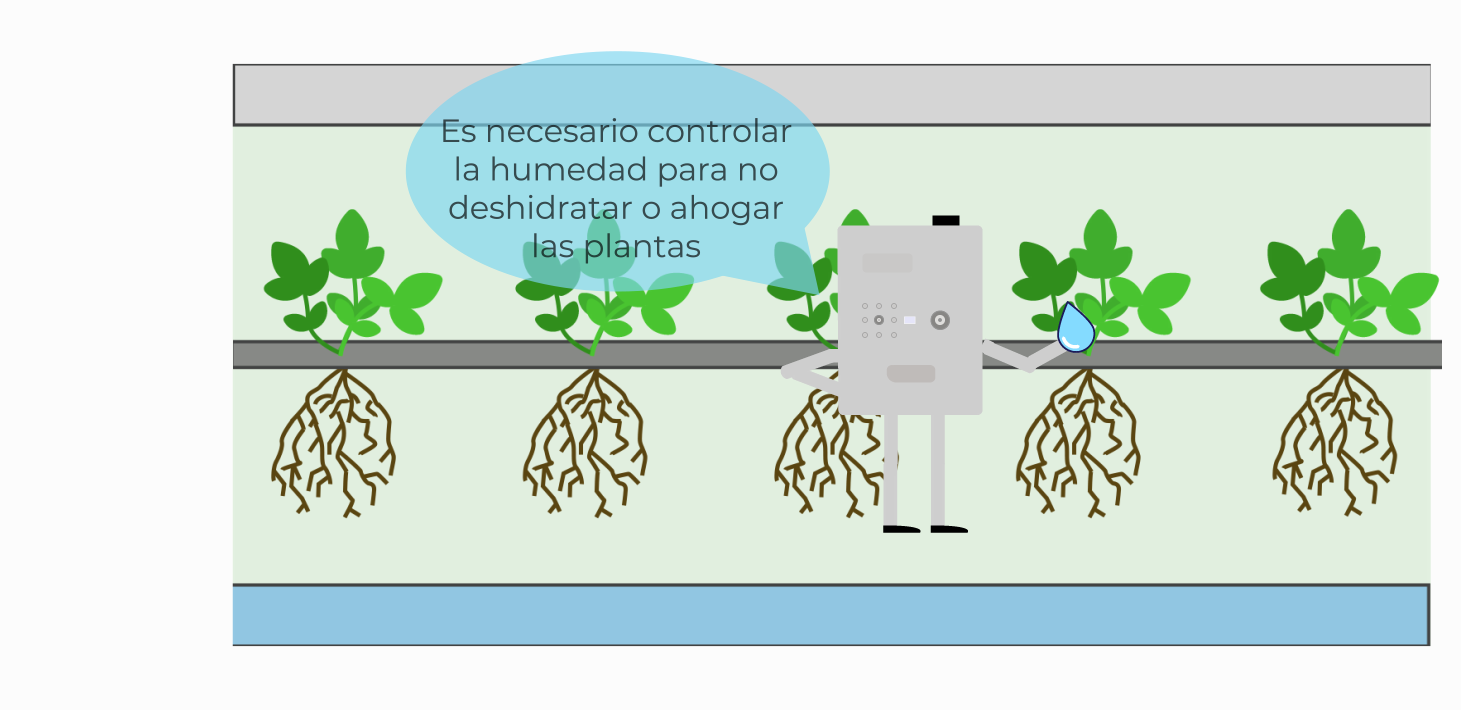 Es necesario controlar
la humedad para no
deshidratar o ahogar
las plantas